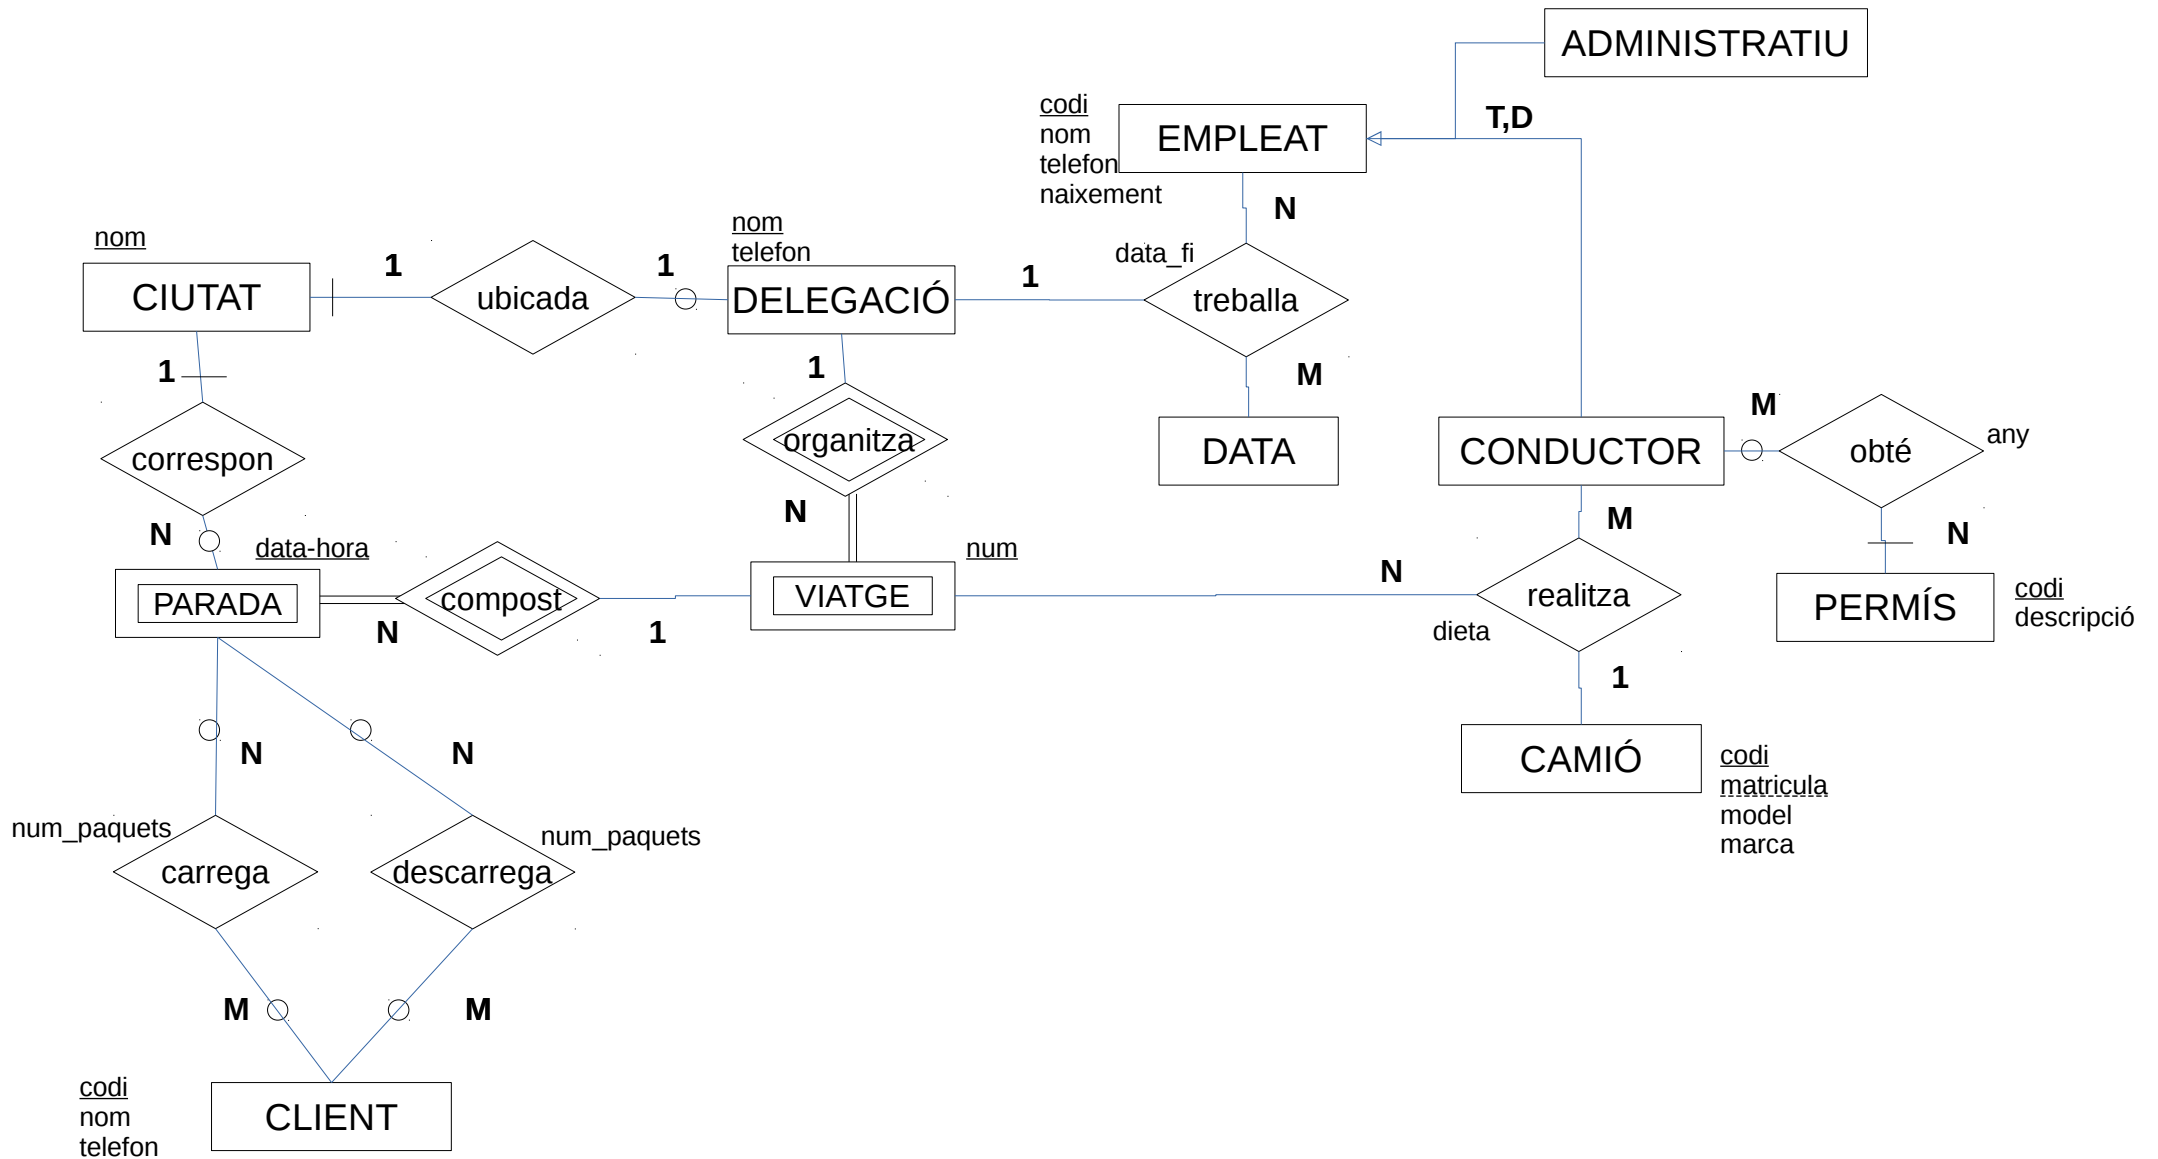 ADMINISTRATIU
codi
nom
telefon
naixement
EMPLEAT
T,D
N
nom
nom
telefon
data_fi
CIUTAT
1
ubicada
1
DELEGACIÓ
1
treballa
1
correspon
N
1
organitza
N
M
DATA
CONDUCTOR
M
obté
any
M
N
data-hora
PARADA
N
compost
1
VIATGE
num
N
realitza
dieta
1
PERMÍS
codi
descripció
N
N
num_paquets
carrega
descarrega
num_paquets
CAMIÓ
codi
matricula
model
marca
M
M
codi
nom
telefon
CLIENT